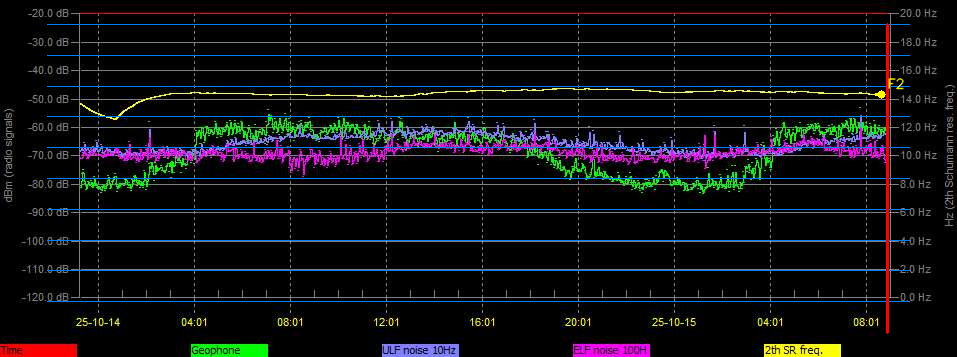 -20.0 dB
20.0 Hz
-30.0 dB
18.0 Hz
-40.0 dB
16.0 Hz
F2
-50.0 dB
14.0 Hz
-60.0 dB
12.0 Hz
-70.0 dB
10.0 Hz
-80.0 dB
8.0 Hz
-90.0 dB
6.0 Hz
-100.0 dB
4.0 Hz
-110.0 dB
2.0 Hz
-120.0 dB
0.0 Hz
dBm (radio signals)
Hz (2th Schumann res. freq.)
25-10-14 04:01 08:01 12:01 16:01 20:01 25-10-15 04:01 08:01
Time Geophone ULF noise 10Hz ELF noise 100H 2th SR freq.